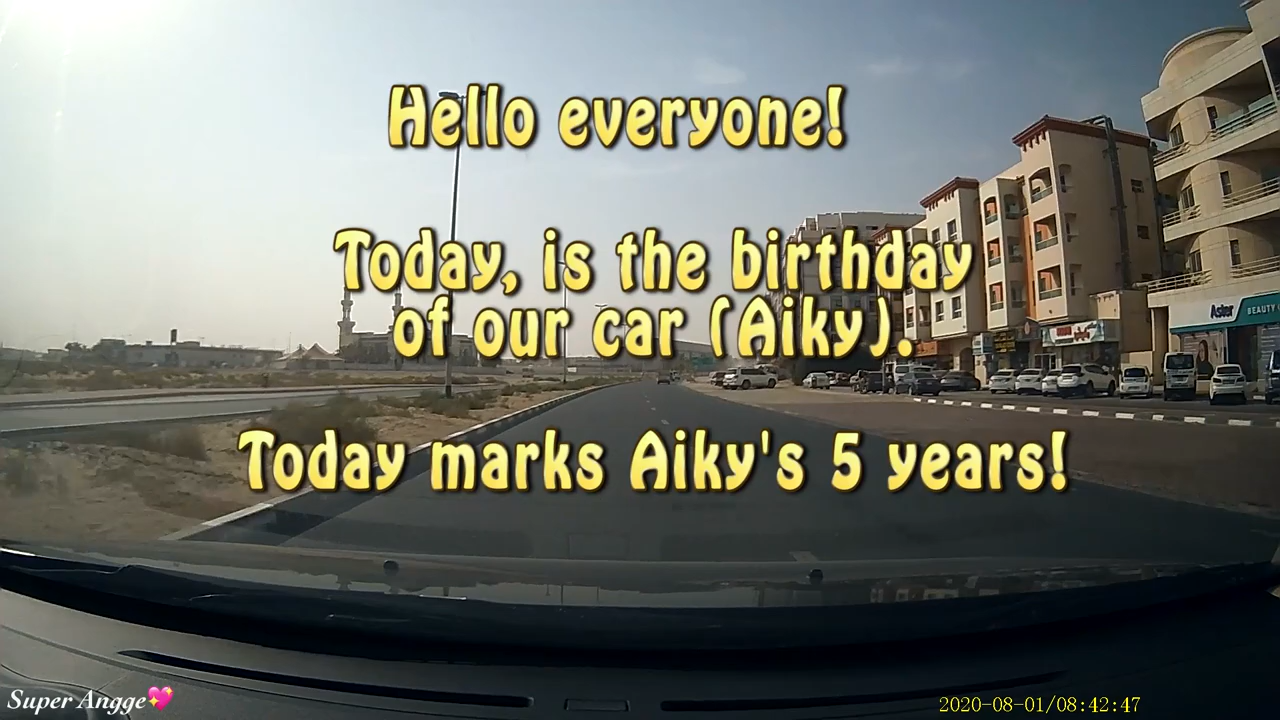 Hello everyone!
Today, is the birthday
of our car (Aiky).
Today marks Aiky's 5 years!
Aster
BEAUTY
Super Angge💖
2020-08-01/08:42:47